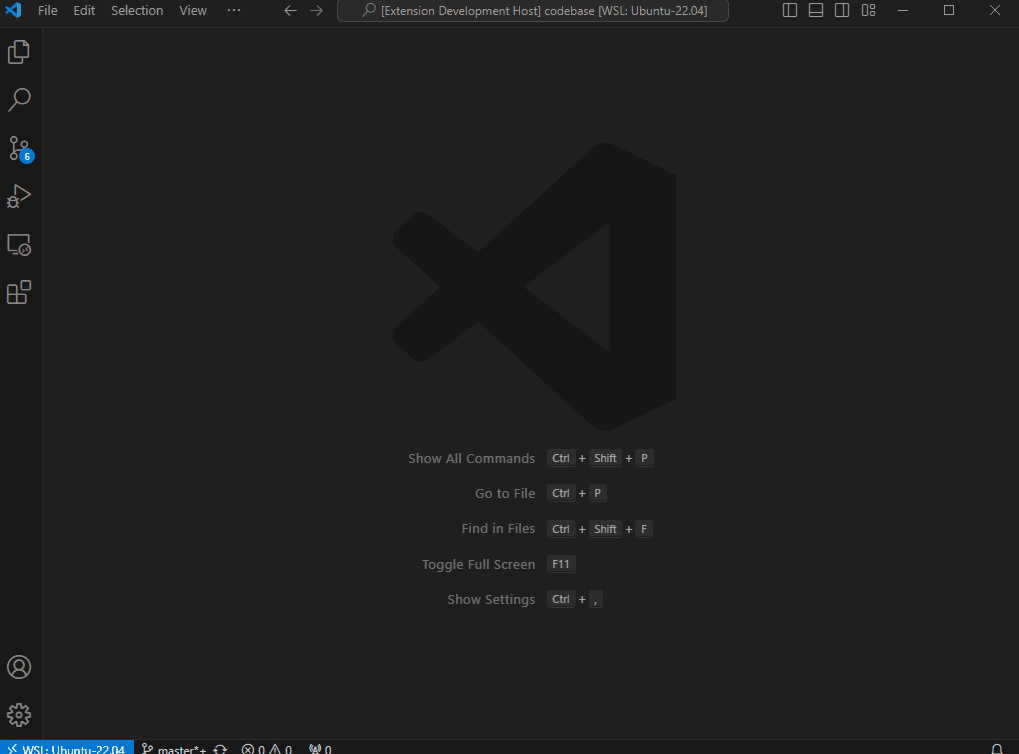 File Edit Selection View ··· [Extension Development Host] codebase [WSL: Ubuntu-22.04]
6
Show All Commands Ctrl + Shift + P
Go to File Ctrl + P
Find in Files Ctrl + Shift + F
Toggle Full Screen F11
Show Settings Ctrl + ,
WSL: Ubuntu-22.04 master*+ 0 0 0